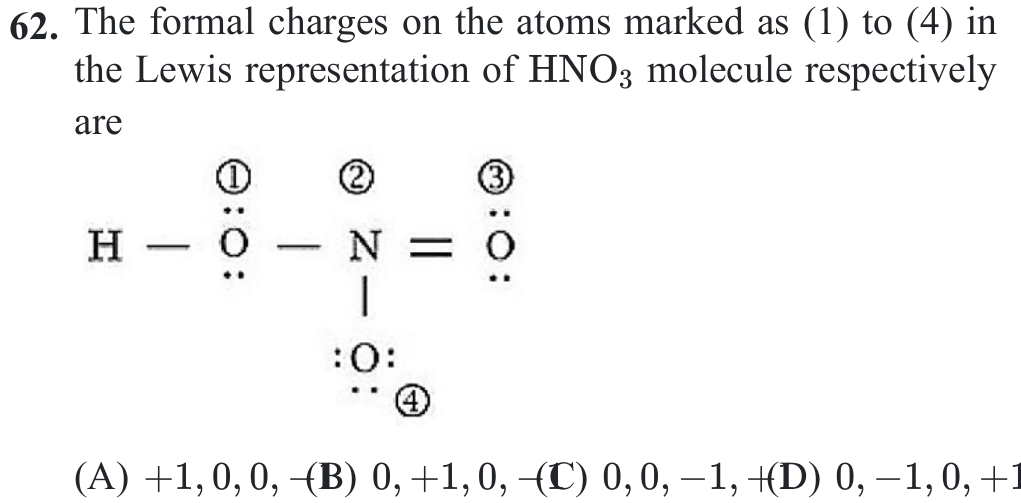 62. The formal charges on the atoms marked as (1) to (4) in
the Lewis representation of HNO₃ molecule respectively
are
① ② ③
H — O — N = O
|
:O:
④
(A) +1, 0, 0, −(B) 0, +1, 0, −(C) 0, 0, −1, +(D) 0, −1, 0, +1